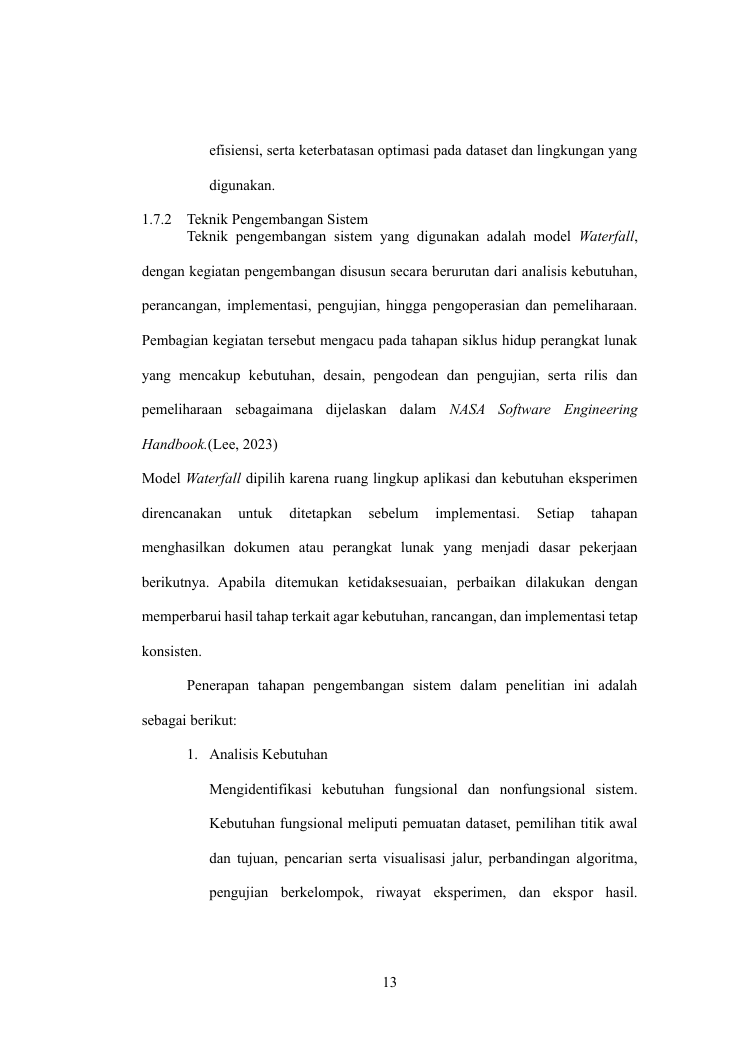 efisiensi, serta keterbatasan optimasi pada dataset dan lingkungan yang
digunakan.
1.7.2 Teknik Pengembangan Sistem
Teknik pengembangan sistem yang digunakan adalah model Waterfall,
dengan kegiatan pengembangan disusun secara berurutan dari analisis kebutuhan,
perancangan, implementasi, pengujian, hingga pengoperasian dan pemeliharaan.
Pembagian kegiatan tersebut mengacu pada tahapan siklus hidup perangkat lunak
yang mencakup kebutuhan, desain, pengodean dan pengujian, serta rilis dan
pemeliharaan sebagaimana dijelaskan dalam NASA Software Engineering
Handbook.(Lee, 2023)
Model Waterfall dipilih karena ruang lingkup aplikasi dan kebutuhan eksperimen
direncanakan untuk ditetapkan sebelum implementasi. Setiap tahapan
menghasilkan dokumen atau perangkat lunak yang menjadi dasar pekerjaan
berikutnya. Apabila ditemukan ketidaksesuaian, perbaikan dilakukan dengan
memperbarui hasil tahap terkait agar kebutuhan, rancangan, dan implementasi tetap
konsisten.
Penerapan tahapan pengembangan sistem dalam penelitian ini adalah
sebagai berikut:
1. Analisis Kebutuhan
Mengidentifikasi kebutuhan fungsional dan nonfungsional sistem.
Kebutuhan fungsional meliputi pemuatan dataset, pemilihan titik awal
dan tujuan, pencarian serta visualisasi jalur, perbandingan algoritma,
pengujian berkelompok, riwayat eksperimen, dan ekspor hasil.
13